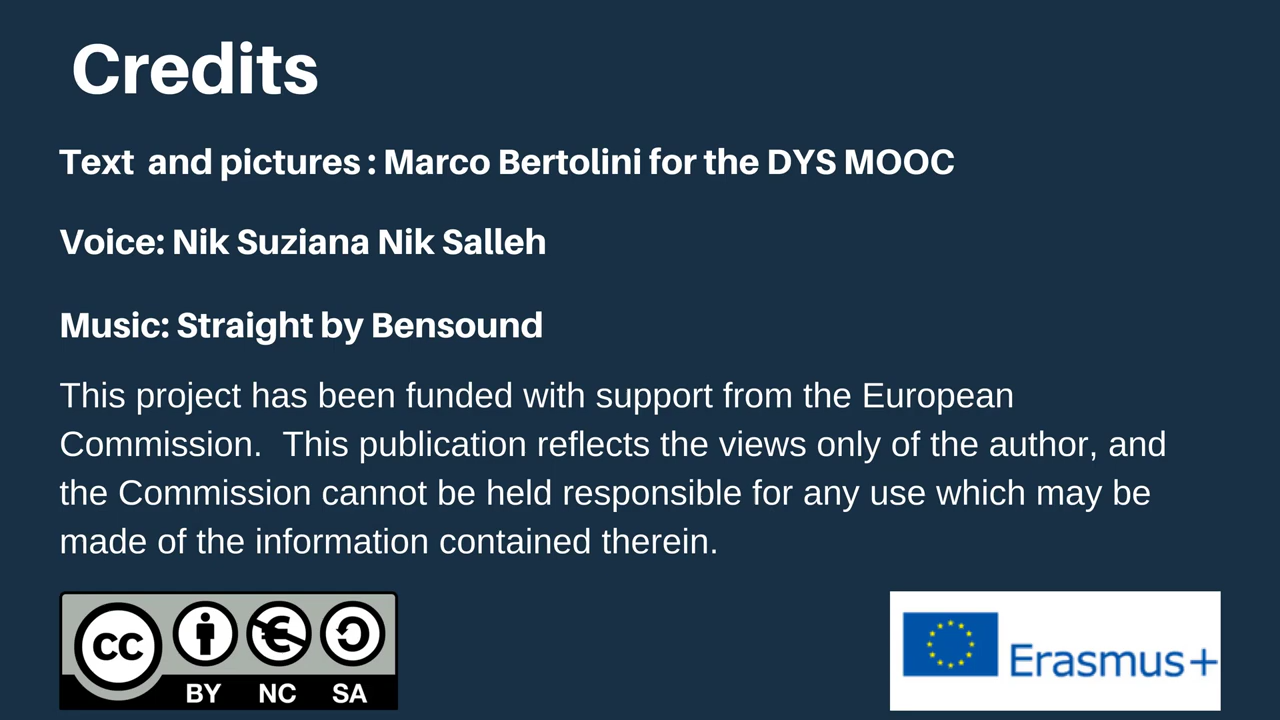 Credits
Text and pictures : Marco Bertolini for the DYS MOOC
Voice: Nik Suziana Nik Salleh
Music: Straight by Bensound
This project has been funded with support from the European
Commission. This publication reflects the views only of the author, and
the Commission cannot be held responsible for any use which may be
made of the information contained therein.
cc
BY NC SA
Erasmus+